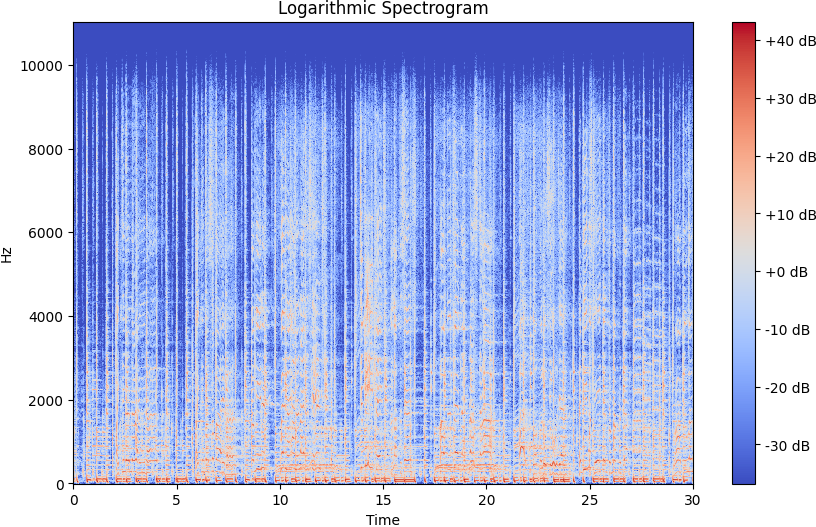 Logarithmic Spectrogram
Hz
10000
8000
6000
4000
2000
0
0 5 10 15 20 25 30
Time
+40 dB
+30 dB
+20 dB
+10 dB
+0 dB
-10 dB
-20 dB
-30 dB